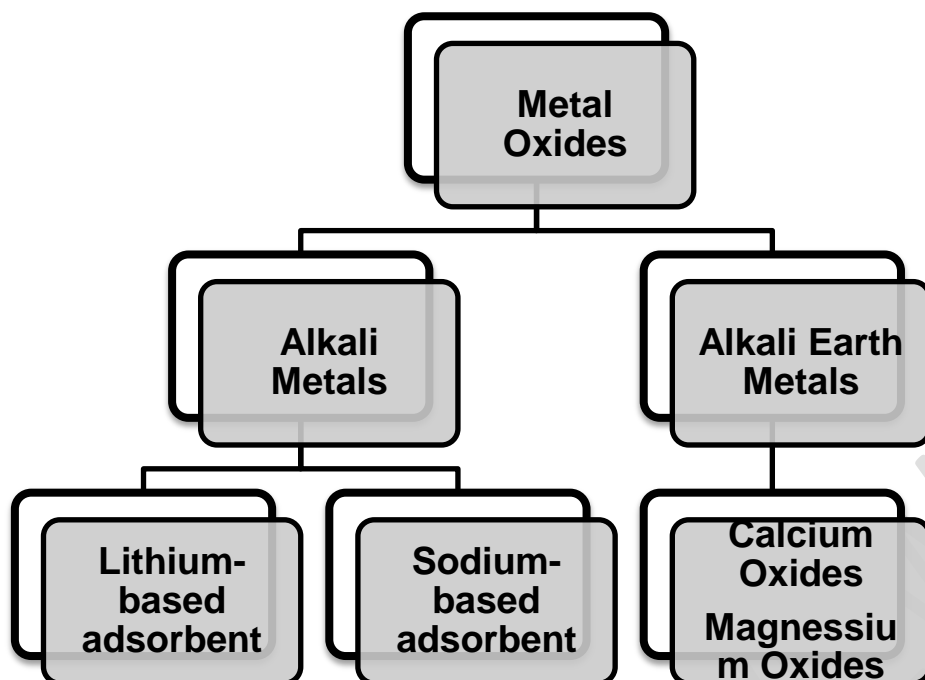 Metal
Oxides
Alkali
Metals
Alkali Earth
Metals
Lithium-
based
adsorbent
Sodium-
based
adsorbent
Calcium
Oxides
Magnessiu
m Oxides